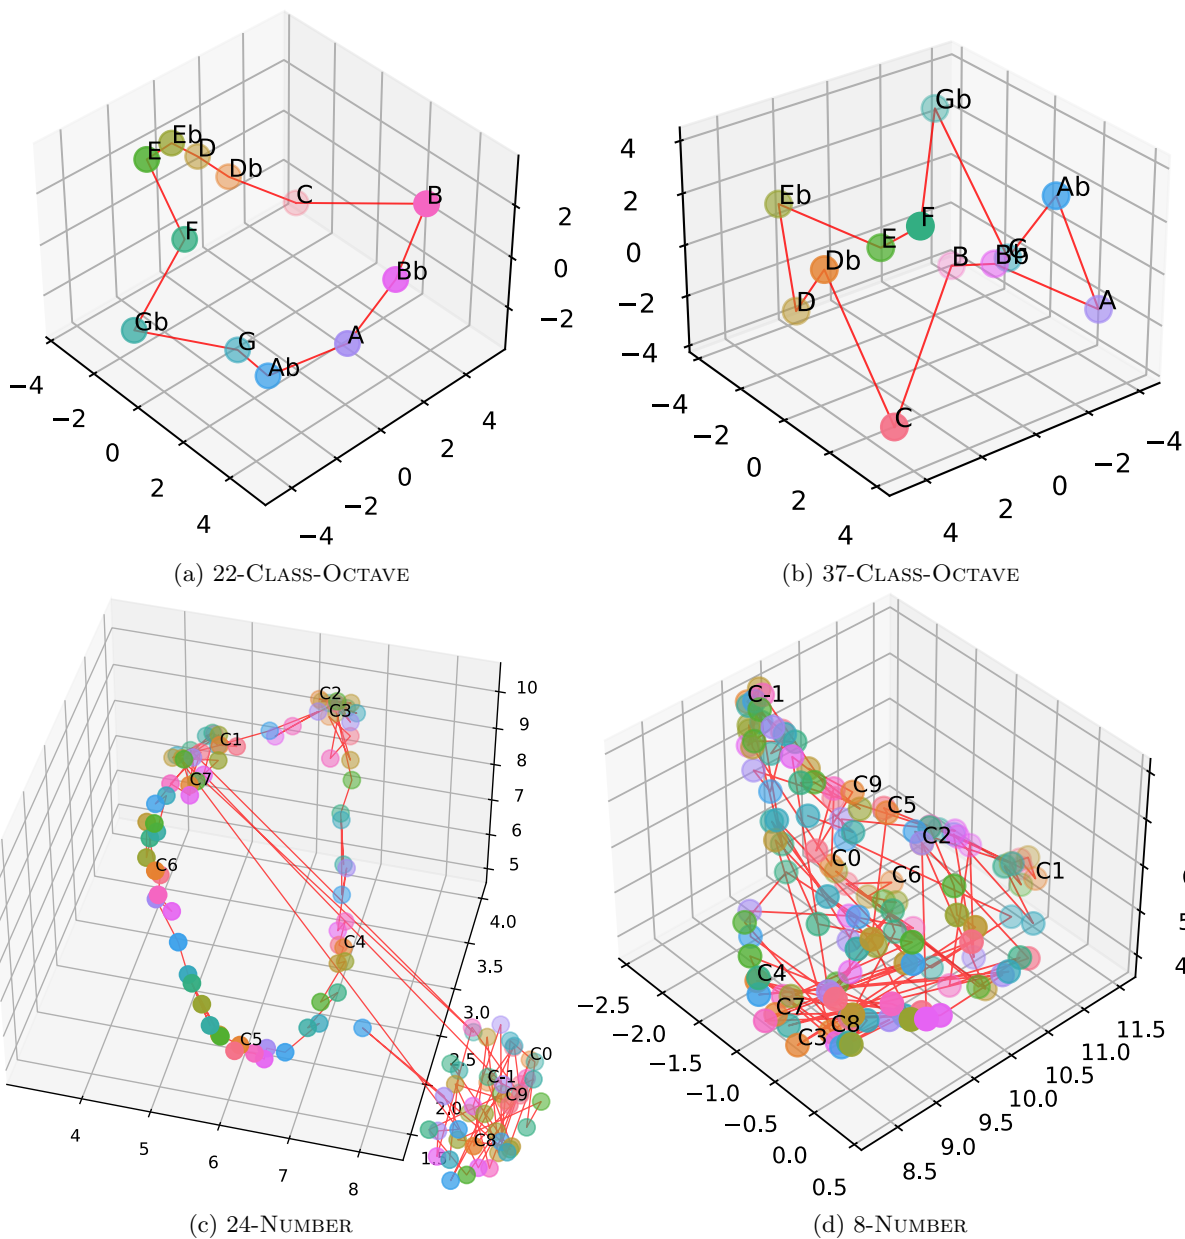 Eb
D
E
Db
C
B
F
Bb
Gb
G
A
Ab
2
0
−2
−4
−2
0
2
4
−4
−2
0
2
4
(a) 22-CLASS-OCTAVE
Gb
Ab
Eb
F
E
G
Bb
B
Db
D
A
C
4
2
0
−2
−4
−4
−2
0
2
4
4
2
0
−2
−4
(b) 37-CLASS-OCTAVE
C2
C3
C1
C7
C6
C4
C5
C0
C-1
C9
C8
10
9
8
7
6
5
4.0
3.5
3.0
2.5
2.0
1.5
4
5
6
7
8
(c) 24-NUMBER
C-1
C9
C5
C2
C0
C6
C1
C4
C7
C8
C3
5
4
−2.5
−2.0
−1.5
−1.0
−0.5
0.0
0.5
8.5
9.0
9.5
10.0
10.5
11.0
11.5
(d) 8-NUMBER